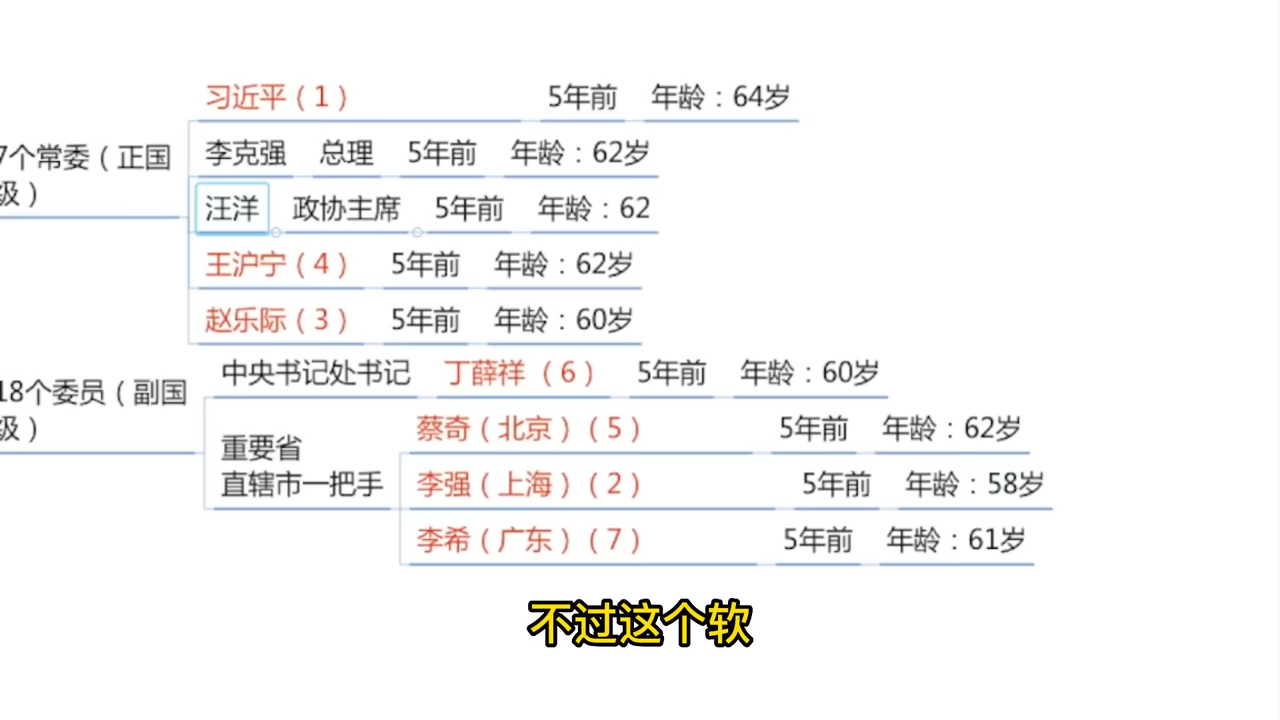 7个常委（正国
级）
习近平（1） 5年前 年龄：64岁
李克强 总理 5年前 年龄：62岁
汪洋 政协主席 5年前 年龄：62
王沪宁（4） 5年前 年龄：62岁
赵乐际（3） 5年前 年龄：60岁
18个委员（副国
级）
中央书记处书记 丁薛祥 （6） 5年前 年龄：60岁
重要省
直辖市一把手
蔡奇（北京）（5） 5年前 年龄：62岁
李强（上海）（2） 5年前 年龄：58岁
李希（广东）（7） 5年前 年龄：61岁
不过这个软